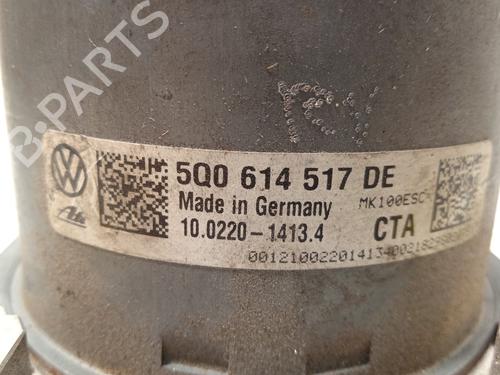 B-PARTS
5Q0 614 517 DE
Made in Germany
MK100ESC
10.0220-1413.4
CTA